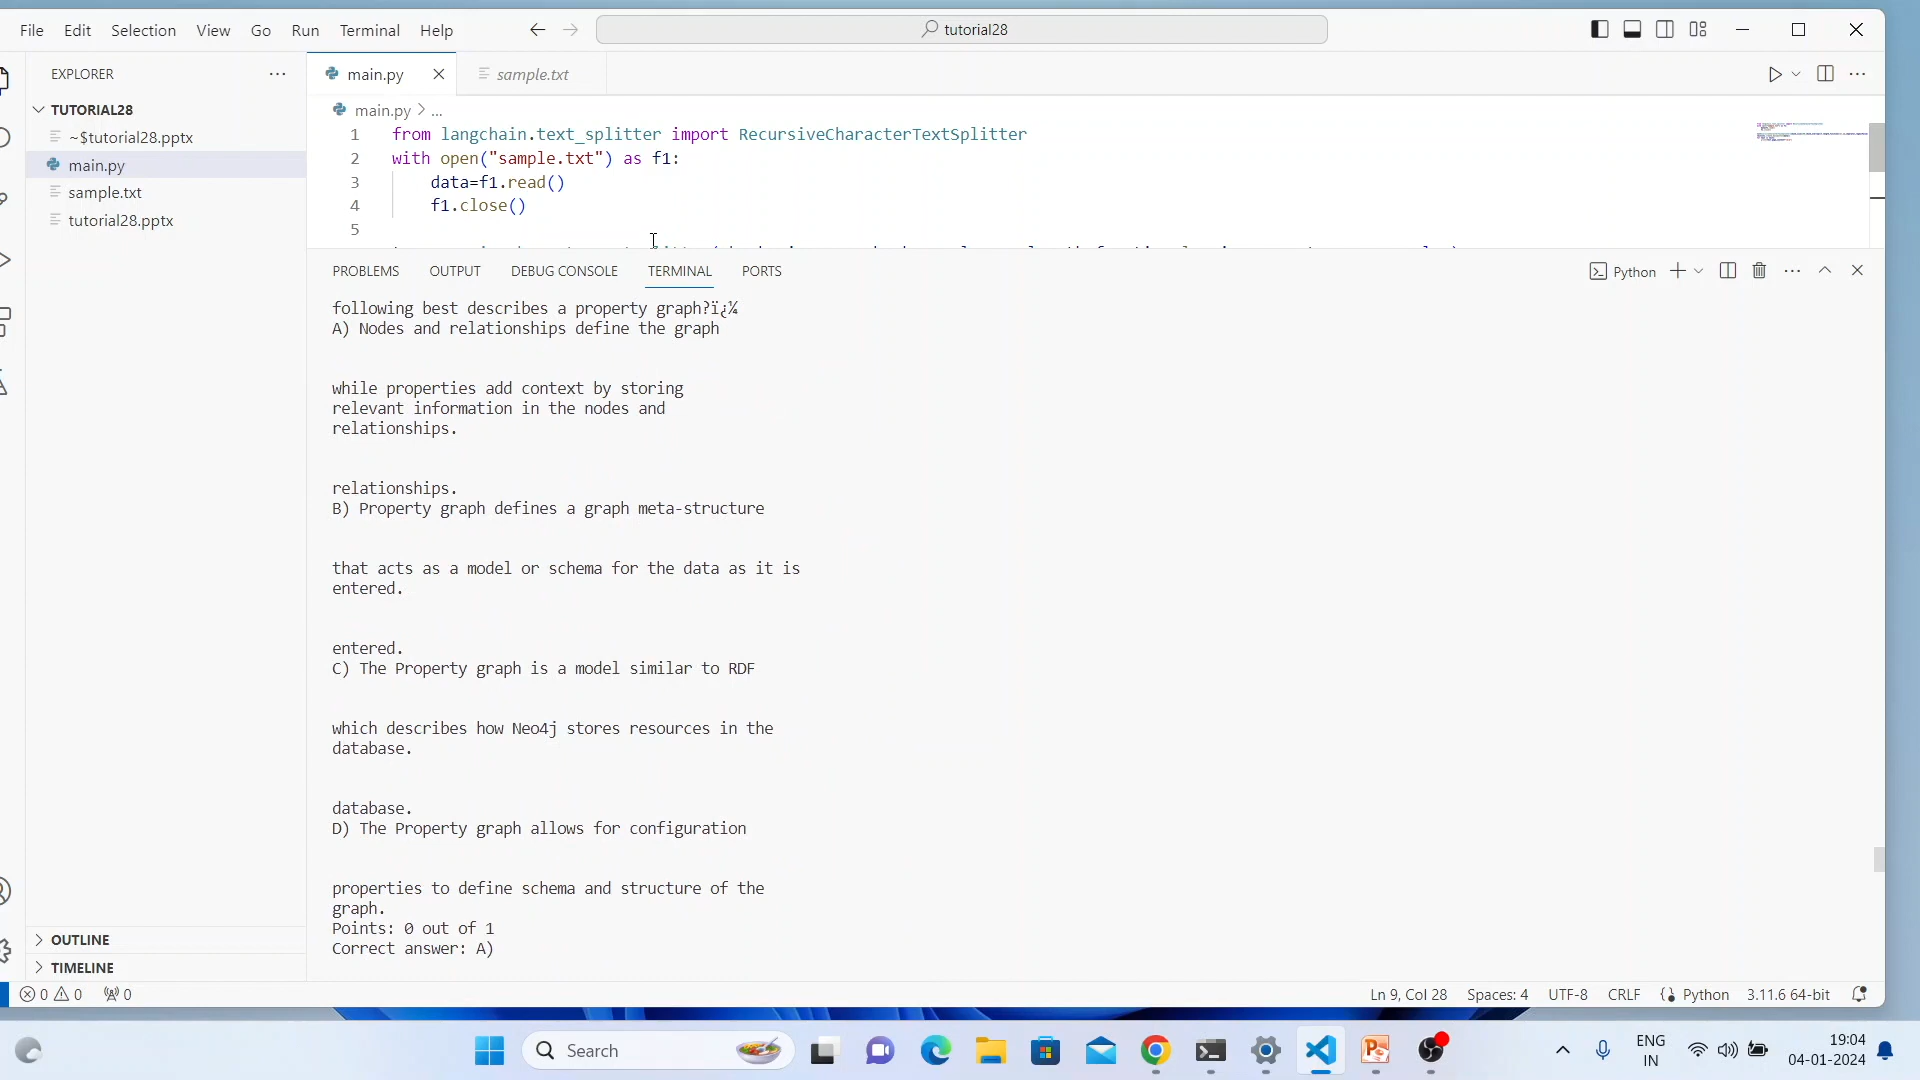 File Edit Selection View Go Run Terminal Help
tutorial28
EXPLORER
TUTORIAL28
~$tutorial28.pptx
main.py
sample.txt
tutorial28.pptx
OUTLINE
TIMELINE
main.py
sample.txt
main.py > ...
1 from langchain.text_splitter import RecursiveCharacterTextSplitter
2 with open("sample.txt") as f1:
3 data=f1.read()
4 f1.close()
5
PROBLEMS OUTPUT DEBUG CONSOLE TERMINAL PORTS
Python
following best describes a property graph?ï¿¼
A) Nodes and relationships define the graph
while properties add context by storing
relevant information in the nodes and
relationships.
relationships.
B) Property graph defines a graph meta-structure
that acts as a model or schema for the data as it is
entered.
entered.
C) The Property graph is a model similar to RDF
which describes how Neo4j stores resources in the
database.
database.
D) The Property graph allows for configuration
properties to define schema and structure of the
graph.
Points: 0 out of 1
Correct answer: A)
0 0 0
Ln 9, Col 28 Spaces: 4 UTF-8 CRLF Python 3.11.6 64-bit
Search
ENG
IN
19:04
04-01-2024